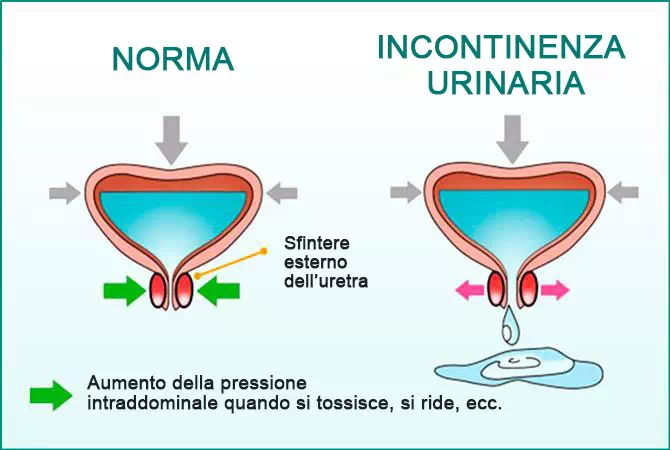 NORMA
INCONTINENZA
URINARIA
Sfintere
esterno
dell'uretra
Aumento della pressione
intraddominale quando si tossisce, si ride, ecc.